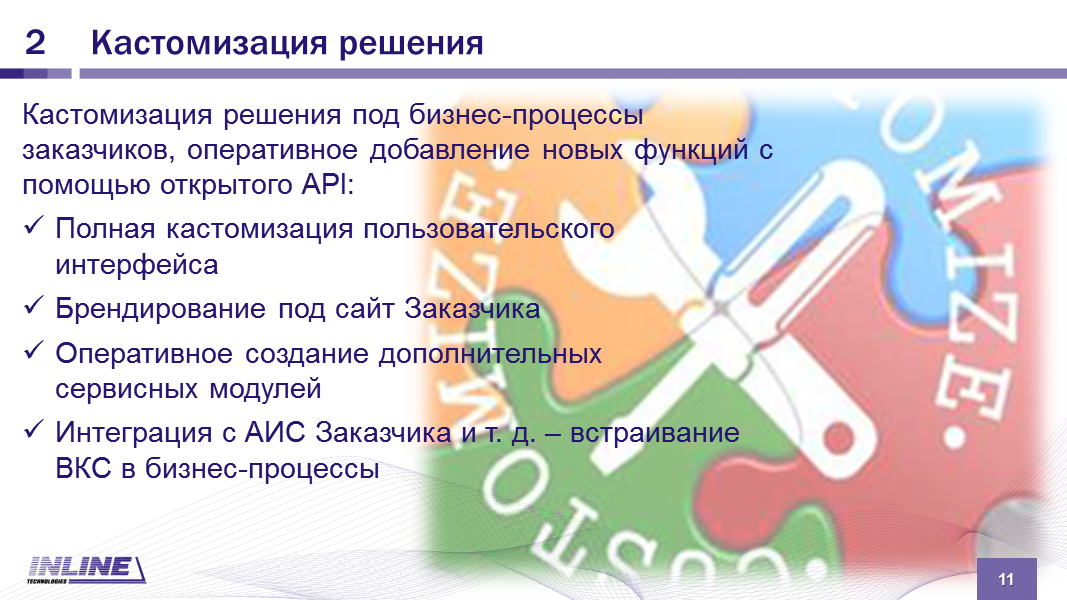 2 Кастомизация решения
Кастомизация решения под бизнес-процессы
заказчиков, оперативное добавление новых функций с
помощью открытого API:
✓ Полная кастомизация пользовательского
интерфейса
✓ Брендирование под сайт Заказчика
✓ Оперативное создание дополнительных
сервисных модулей
✓ Интеграция с АИС Заказчика и т. д. – встраивание
ВКС в бизнес-процессы
MIZE.
OMIZE.
COSTO
INLINE
TECHNOLOGIES
11